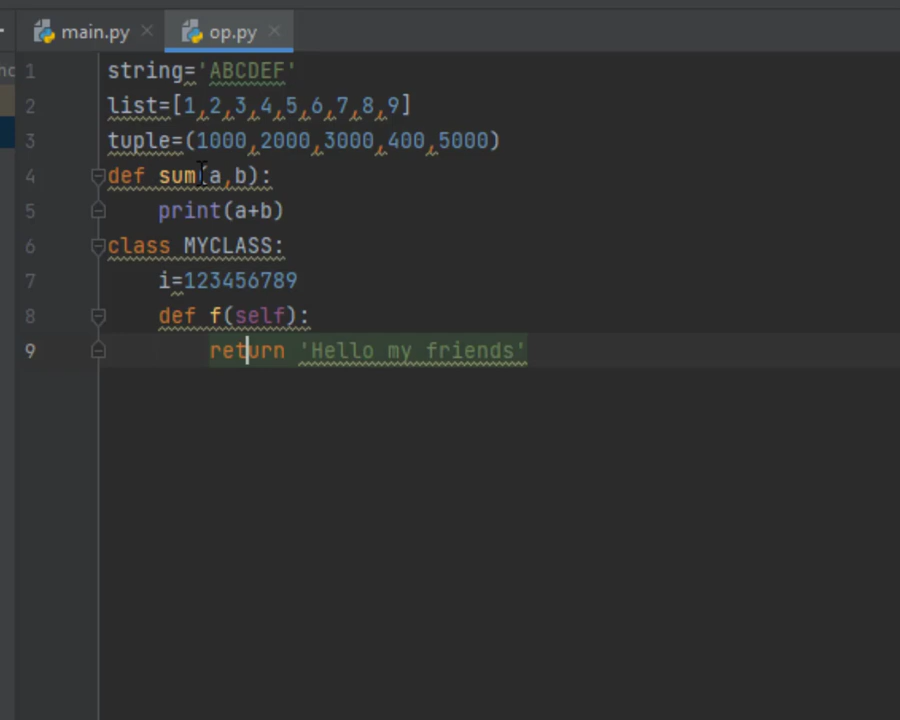 main.py op.py
1 string='ABCDEF'
2 list=[1,2,3,4,5,6,7,8,9]
3 tuple=(1000,2000,3000,400,5000)
4 def sum(a,b):
5     print(a+b)
6 class MYCLASS:
7     i=123456789
8     def f(self):
9         return 'Hello my friends'